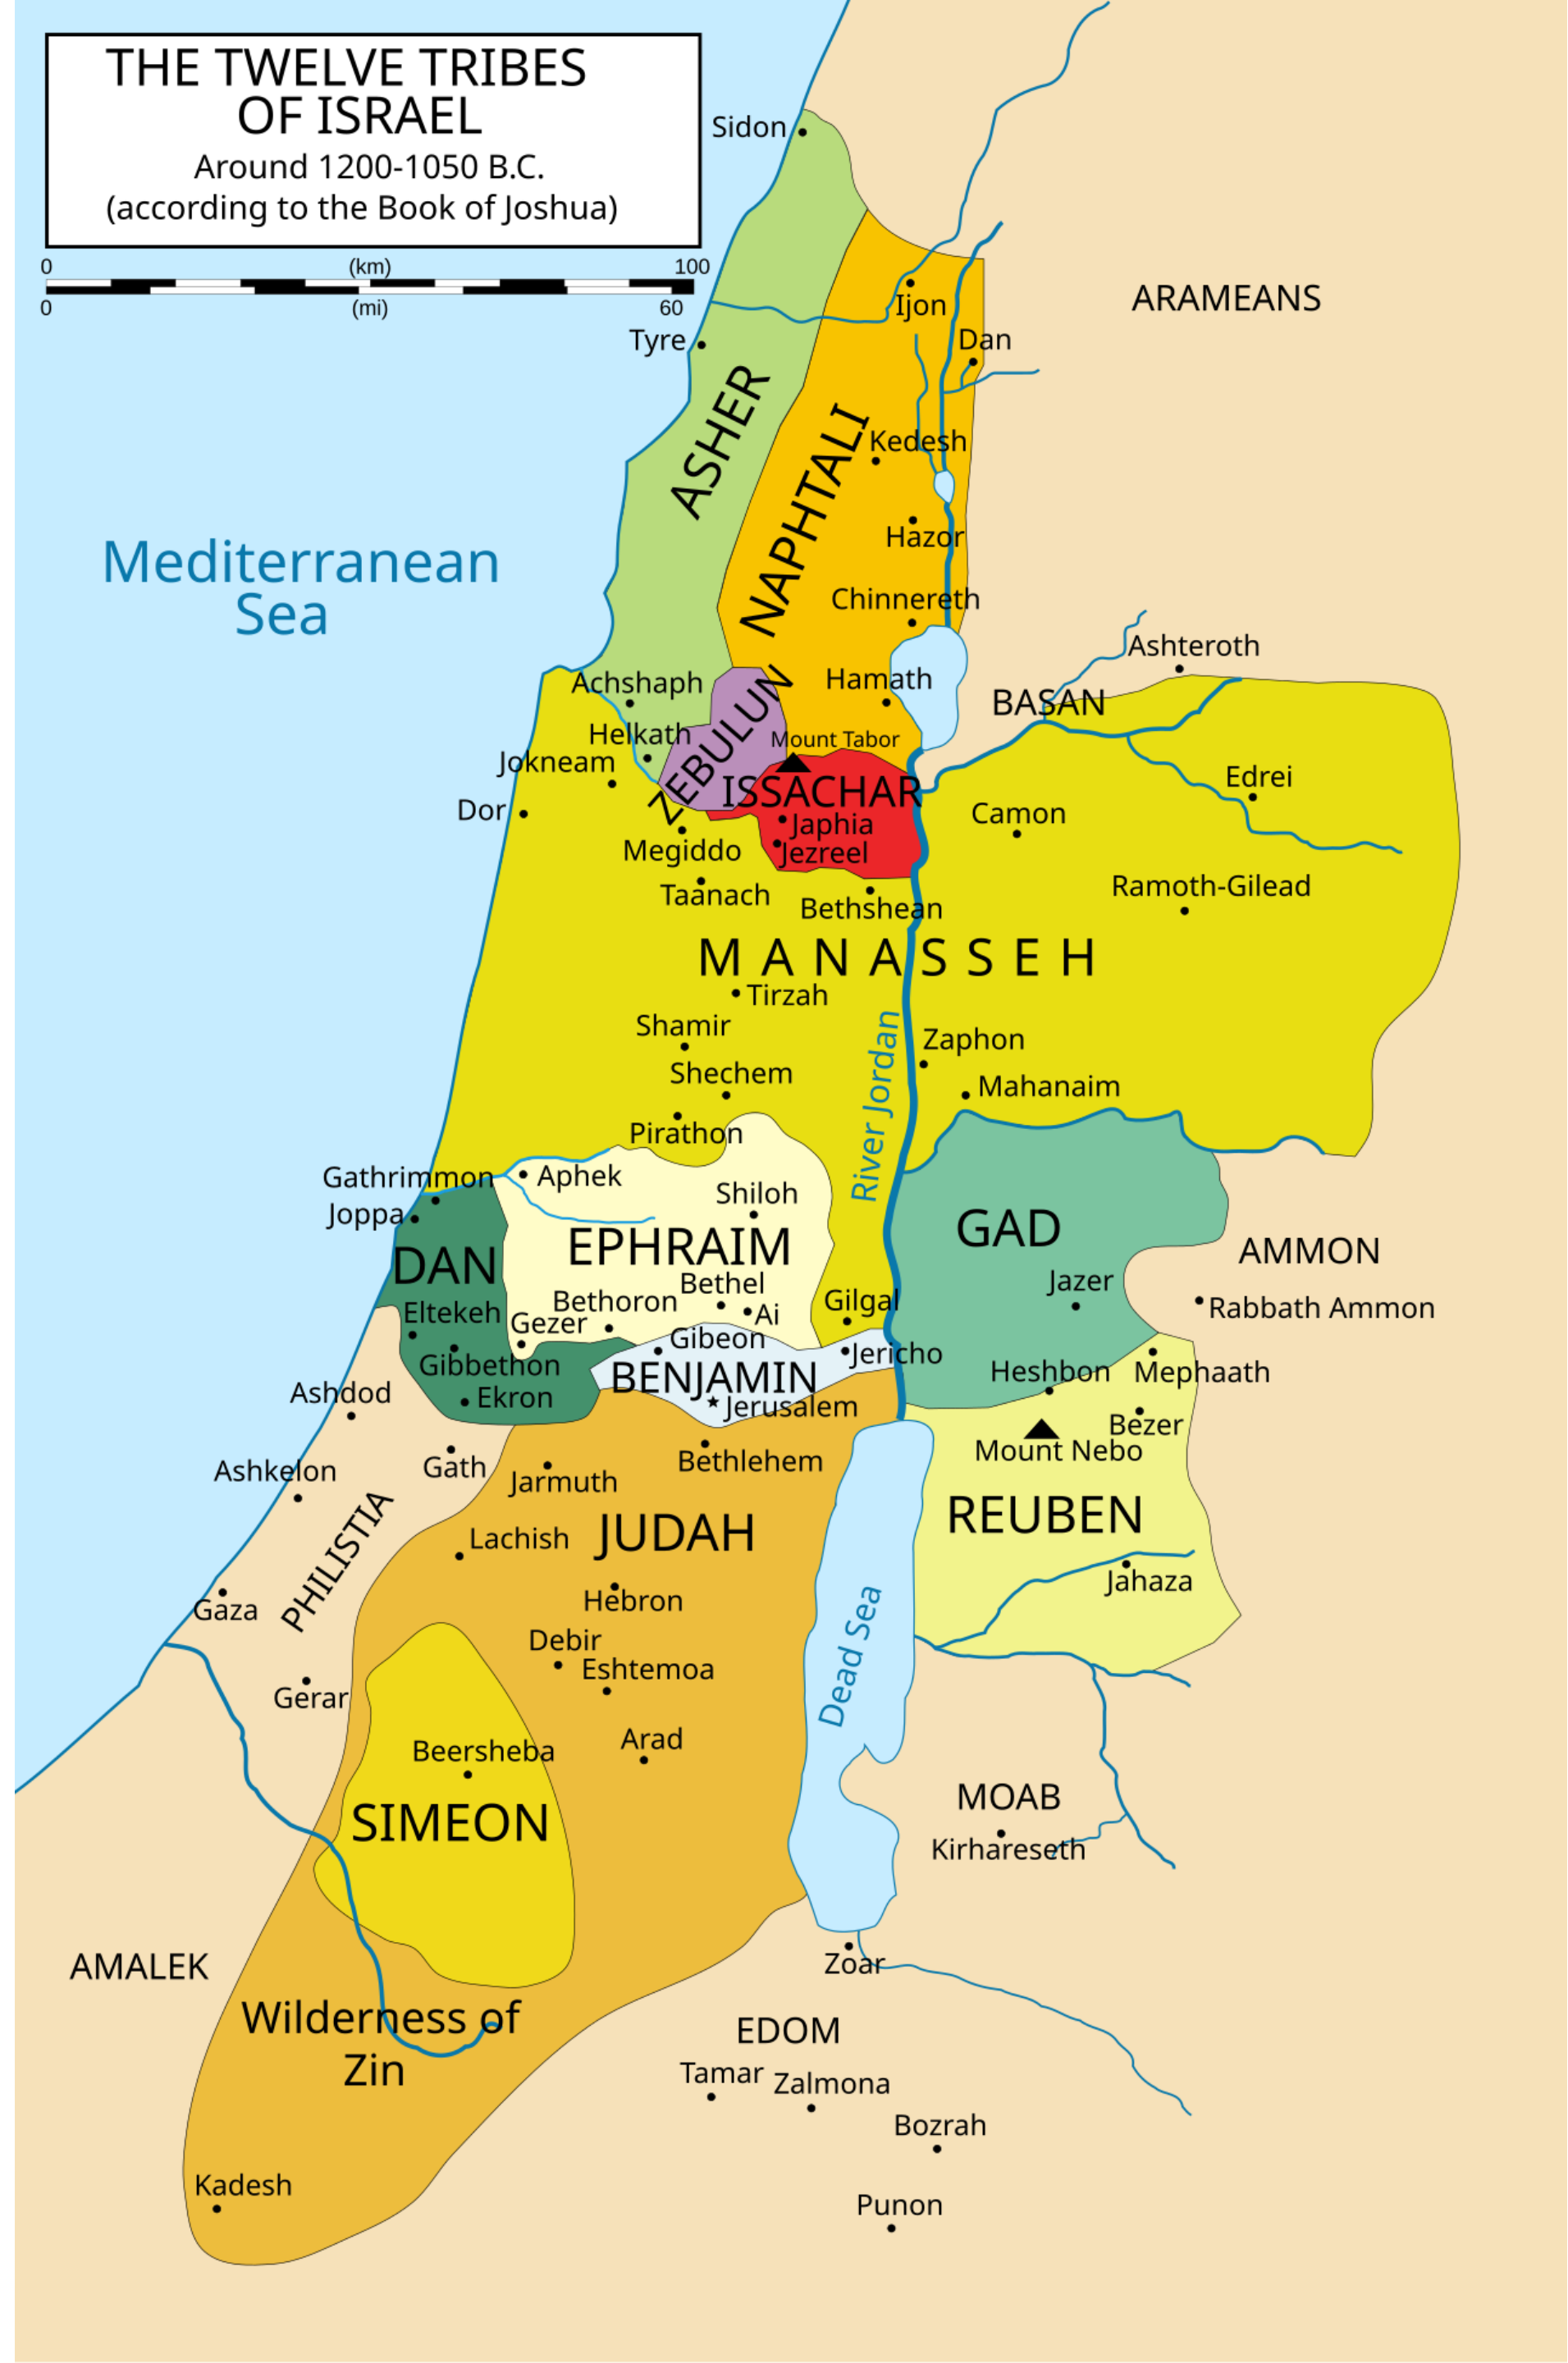 THE TWELVE TRIBES
OF ISRAEL
Around 1200-1050 B.C.
(according to the Book of Joshua)
0 (km) 100
0 (mi) 60
Sidon
Ijon
ARAMEANS
Tyre
Dan
ASHER
NAPHTALI
Kedesh
Hazor
Mediterranean
Sea
Chinnereth
Ashteroth
Achshaph
Hamath
BASAN
ZEBULUN
Helkath
Mount Tabor
Jokneam
Edrei
ISSACHAR
Dor
Camon
Japhia
Megiddo
Jezreel
Taanach
Ramoth-Gilead
Bethshean
MANASSEH
Tirzah
Shamir
Zaphon
Shechem
Mahanaim
River Jordan
Pirathon
Gathrimmon
Aphek
Shiloh
Joppa
GAD
EPHRAIM
AMMON
DAN
Bethel
Jazer
Bethoron
Gilgal
Rabbath Ammon
Eltekeh
Ai
Gezer
Gibeon
Jericho
Gibbethon
BENJAMIN
Heshbon
Mephaath
Ashdod
Ekron
Jerusalem
Bezer
Mount Nebo
Gath
Bethlehem
Ashkelon
Jarmuth
REUBEN
PHILISTIA
Lachish
JUDAH
Jahaza
Gaza
Hebron
Dead Sea
Debir
Eshtemoa
Gerar
Arad
Beersheba
MOAB
SIMEON
Kirhareseth
AMALEK
Zoar
Wilderness of
Zin
EDOM
Tamar
Zalmona
Bozrah
Kadesh
Punon